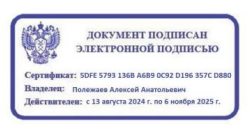 ДОКУМЕНТ ПОДПИСАН
ЭЛЕКТРОННОЙ ПОДПИСЬЮ
Сертификат: 5DFE 5793 136B A6B9 0C92 D196 357C D880
Владелец: Полежаев Алексей Анатольевич
Действителен: с 13 августа 2024 г. по 6 ноября 2025 г.